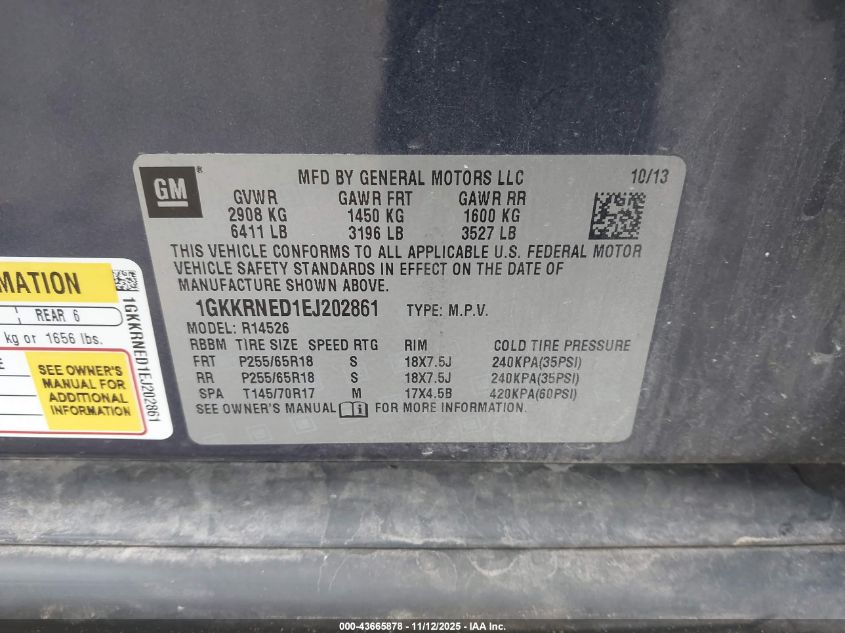 GM ®
MFD BY GENERAL MOTORS LLC 10/13
GVWR GAWR FRT GAWR RR
2908 KG 1450 KG 1600 KG
6411 LB 3196 LB 3527 LB
THIS VEHICLE CONFORMS TO ALL APPLICABLE U.S. FEDERAL MOTOR
VEHICLE SAFETY STANDARDS IN EFFECT ON THE DATE OF
MANUFACTURE SHOWN ABOVE.
1GKKRNED1EJ202861 TYPE: M.P.V.
MODEL: R14526
RBBM TIRE SIZE SPEED RTG RIM COLD TIRE PRESSURE
FRT P255/65R18 S 18X7.5J 240KPA(35PSI)
RR P255/65R18 S 18X7.5J 240KPA(35PSI)
SPA T145/70R17 M 17X4.5B 420KPA(60PSI)
SEE OWNER'S MANUAL FOR MORE INFORMATION.
REAR 6
kg or 1656 lbs.
SEE OWNER'S
MANUAL FOR
ADDITIONAL
INFORMATION
1GKKRNED1EJ202861
000-43665878 - 11/12/2025 - IAA Inc.